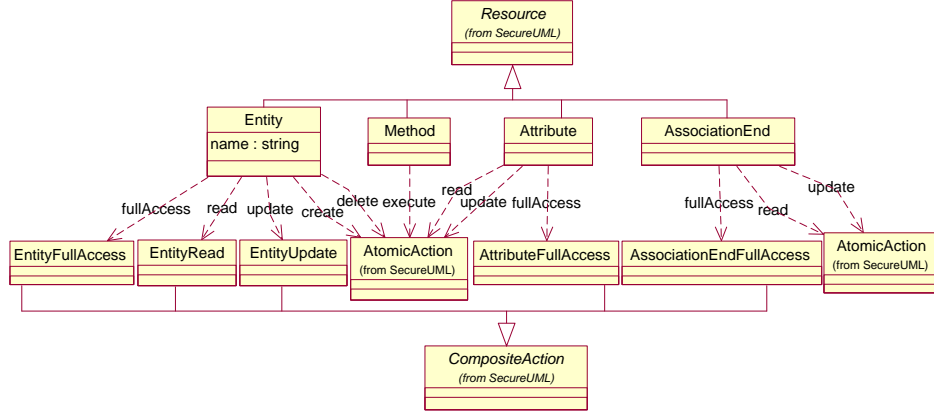 Resource
(from SecureUML)
Entity
name : string
Method
Attribute
AssociationEnd
fullAccess
read
update
create
delete
execute
read
update
fullAccess
fullAccess
read
update
EntityFullAccess
EntityRead
EntityUpdate
AtomicAction
(from SecureUML)
AttributeFullAccess
AssociationEndFullAccess
AtomicAction
(from SecureUML)
CompositeAction
(from SecureUML)